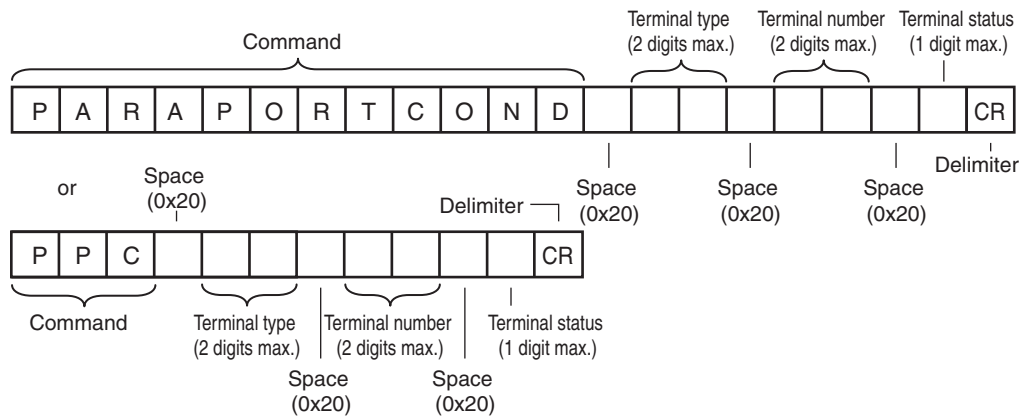 Terminal type Terminal number Terminal status
Command (2 digits max.) (2 digits max.) (1 digit max.)
P A R A P O R T C O N D CR
or Space (0x20)
Delimiter Space (0x20) Space (0x20) Space (0x20) Delimiter
P P C CR
Command Terminal type (2 digits max.) Terminal number (2 digits max.) Terminal status (1 digit max.)
Space Space
(0x20) (0x20)